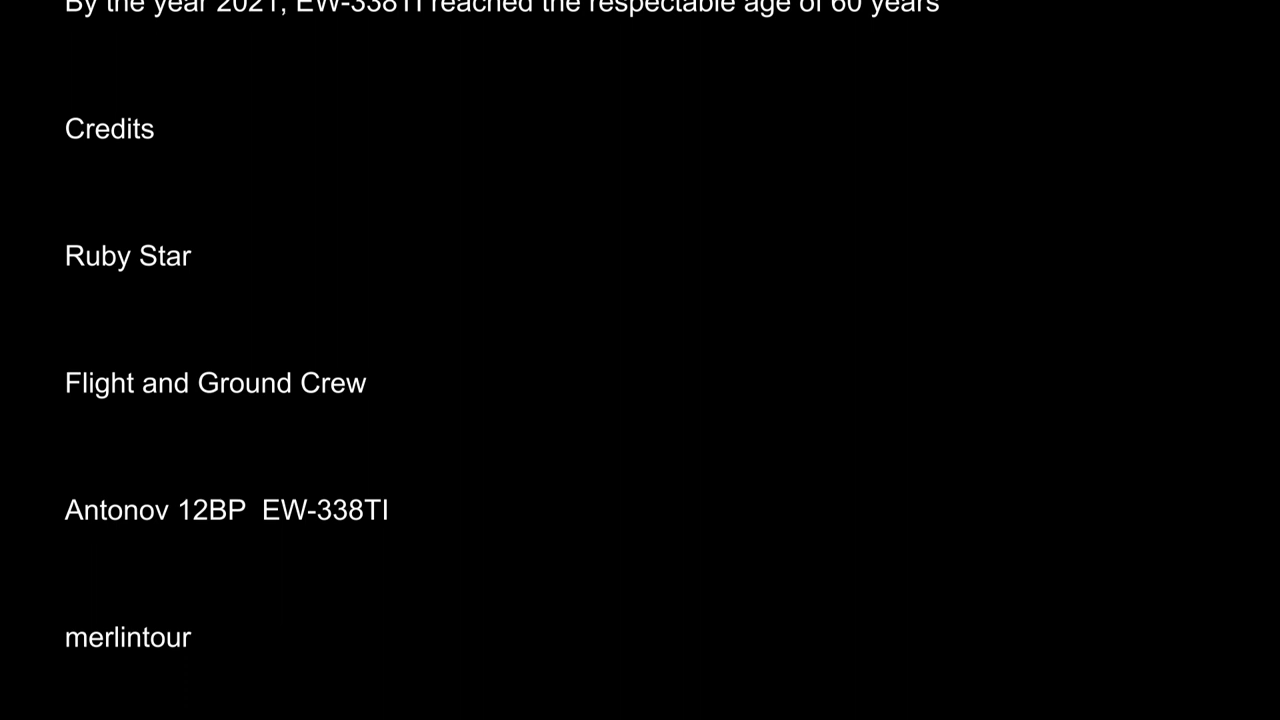 By the year 2021, EW-338TI reached the respectable age of 60 years
Credits
Ruby Star
Flight and Ground Crew
Antonov 12BP  EW-338TI
merlintour